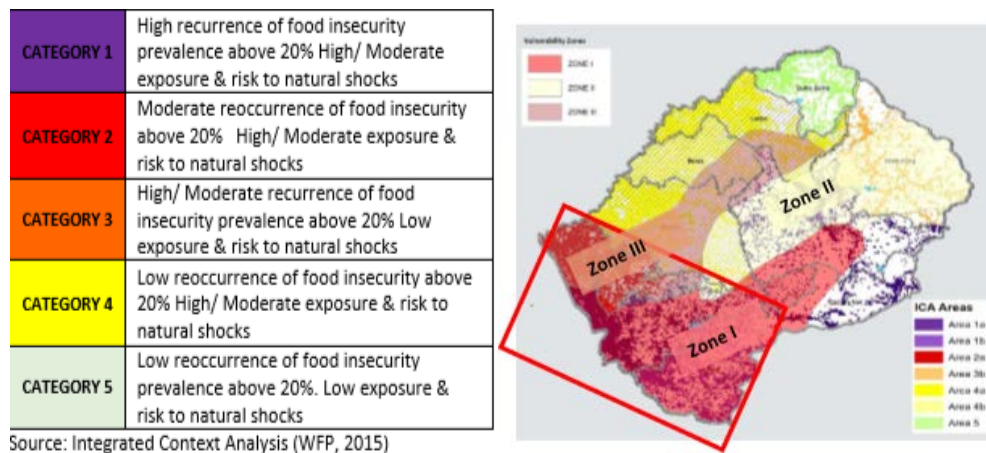 CATEGORY 1
High recurrence of food insecurity
prevalence above 20% High/ Moderate
exposure & risk to natural shocks
CATEGORY 2
Moderate reoccurrence of food insecurity
above 20% High/ Moderate exposure &
risk to natural shocks
CATEGORY 3
High/ Moderate recurrence of food
insecurity prevalence above 20% Low
exposure & risk to natural shocks
CATEGORY 4
Low reoccurrence of food insecurity above
20% High/ Moderate exposure & risk to
natural shocks
CATEGORY 5
Low reoccurrence of food insecurity
prevalence above 20%. Low exposure &
risk to natural shocks
Source: Integrated Context Analysis (WFP, 2015)
Vulnerability Zones
ZONE I
ZONE II
ZONE III
Zone II
Zone III
Zone I
ICA Areas
Area 1a
Area 1b
Area 2a
Area 3b
Area 4a
Area 4b
Area 5